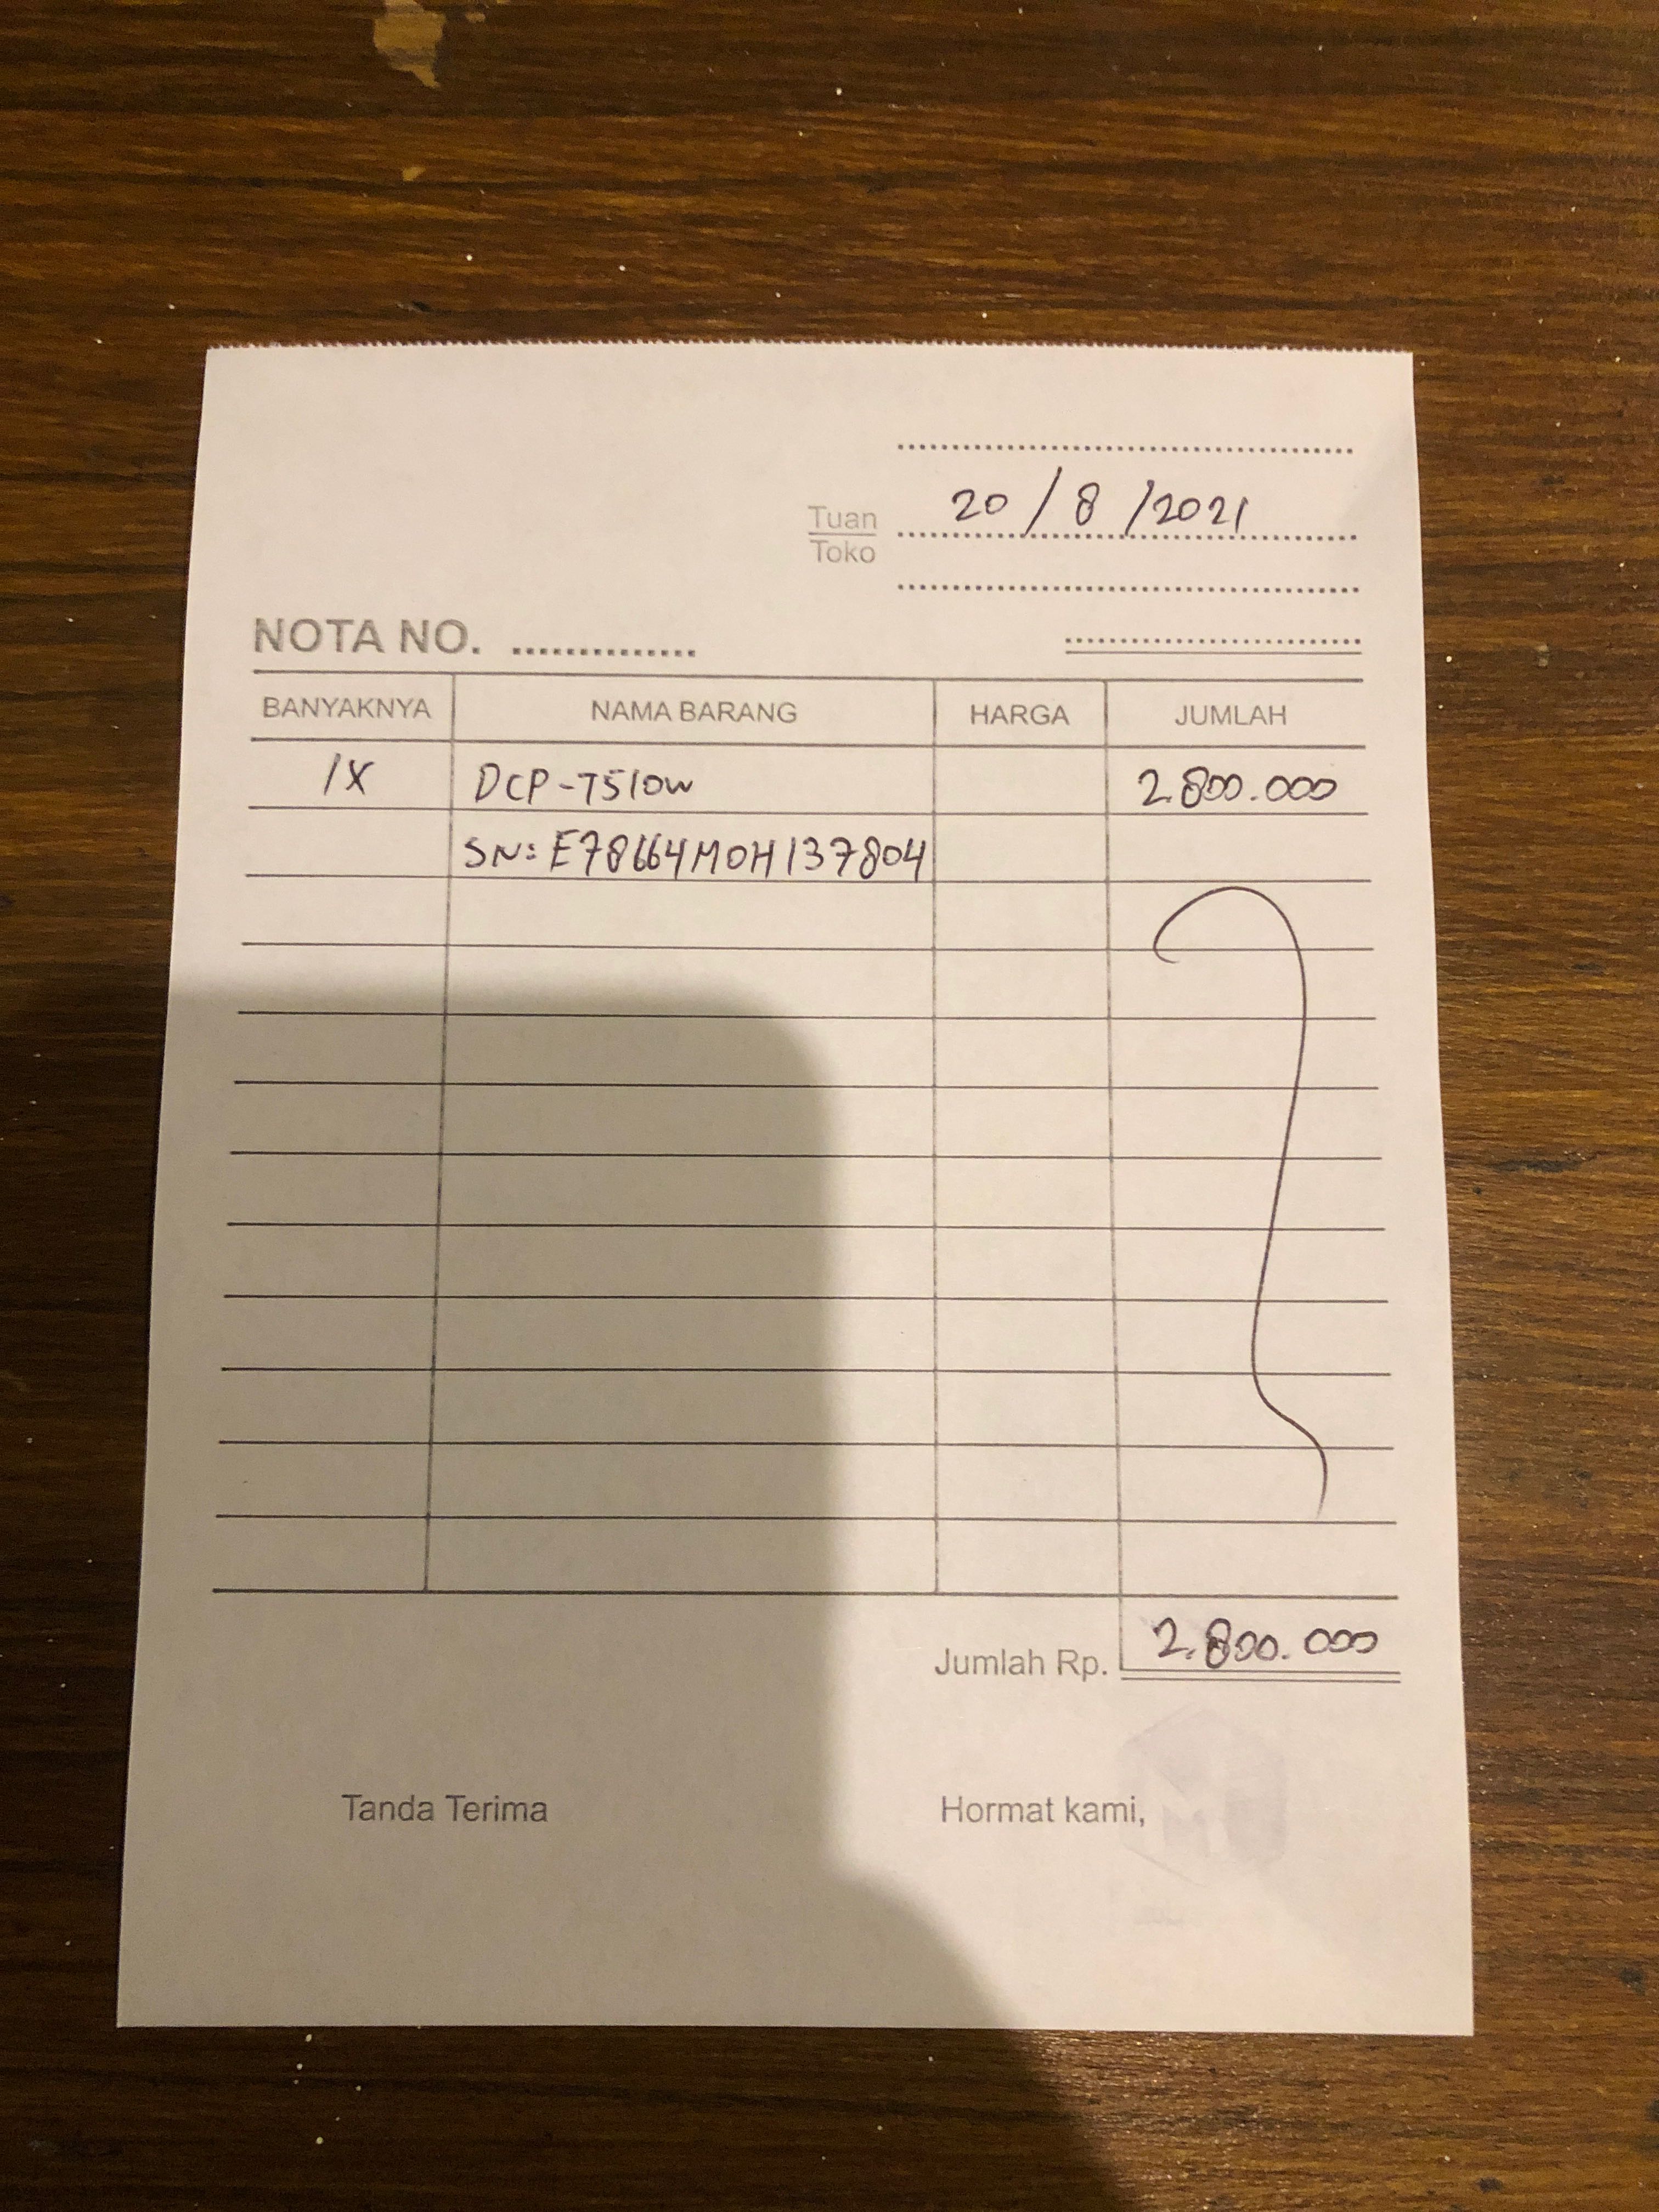 20/8/2021
Tuan
Toko
NOTA NO. ..............
BANYAKNYA NAMA BARANG HARGA JUMLAH
1X DCP-T510W 2.800.000
SN: E78664M0H137804
Jumlah Rp. 2.800.000
Tanda Terima Hormat kami,